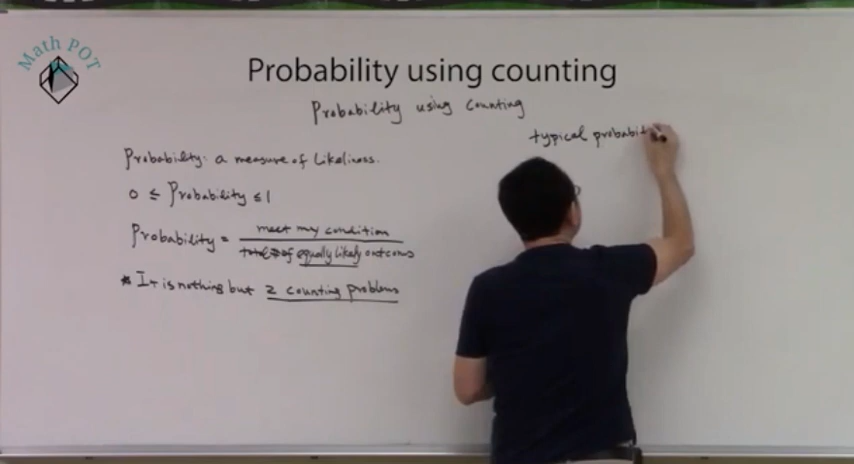 Math POT
Probability using counting
Probability using counting
typical probabilit
Probability: a measure of Likeliness.
0 ≤ Probability ≤ 1
Probability = meet my condition
total # of equally likely outcomes
* It is nothing but 2 counting problems